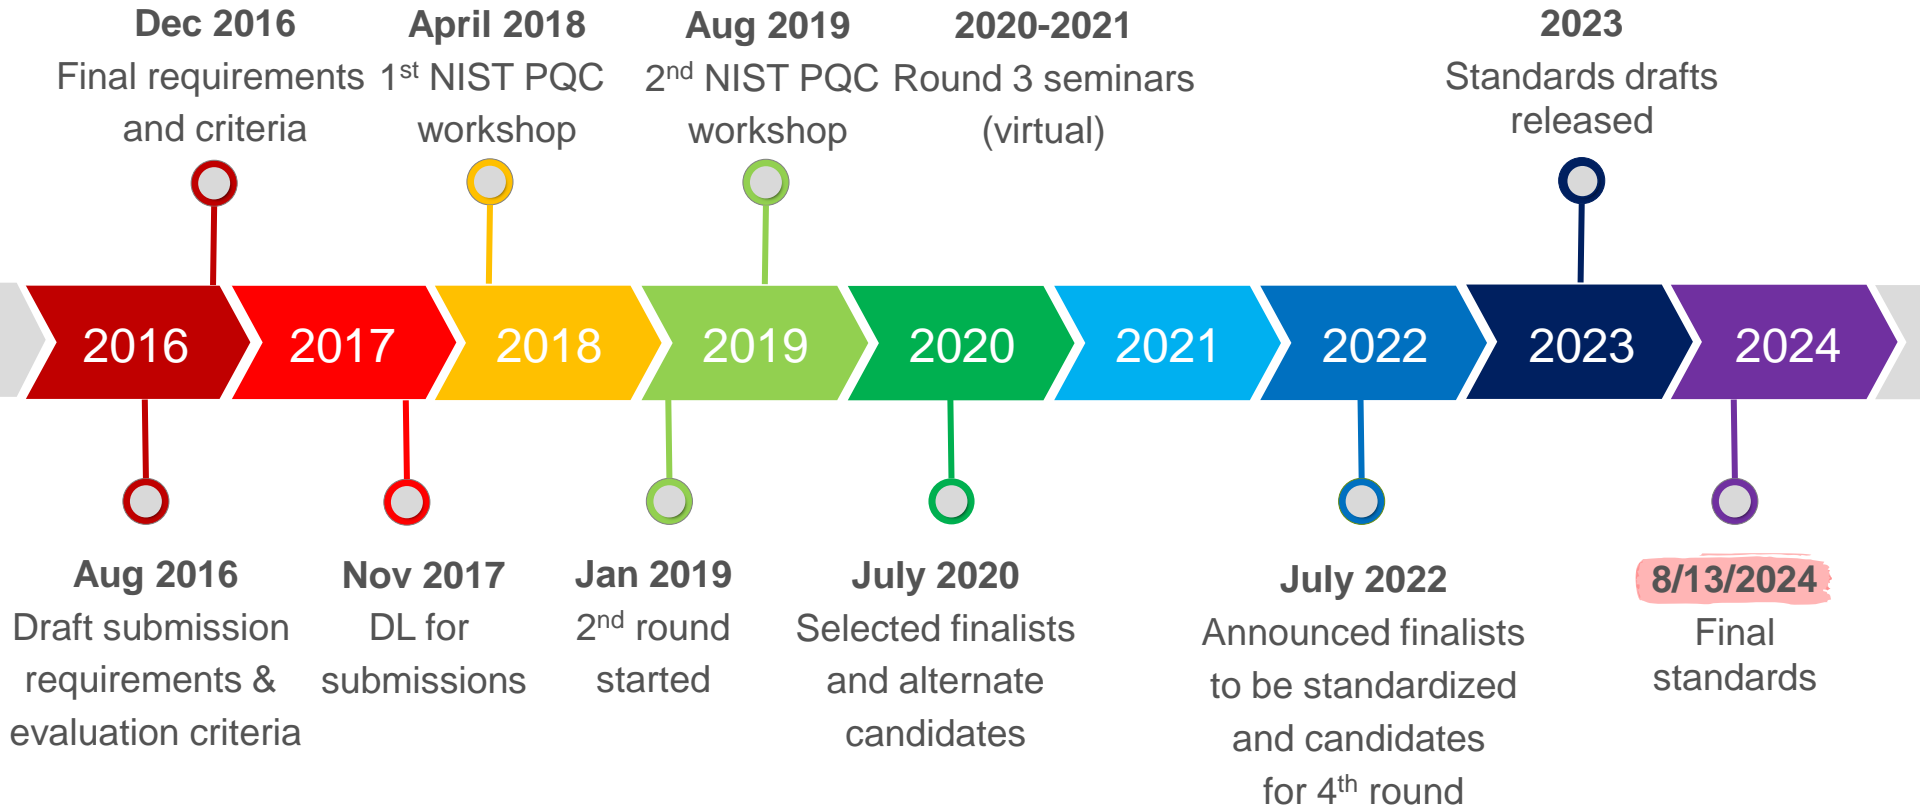 Dec 2016
Final requirements
and criteria
April 2018
1st NIST PQC
workshop
Aug 2019
2nd NIST PQC
workshop
2020-2021
Round 3 seminars
(virtual)
2023
Standards drafts
released
2016
2017
2018
2019
2020
2021
2022
2023
2024
Aug 2016
Draft submission
requirements &
evaluation criteria
Nov 2017
DL for
submissions
Jan 2019
2nd round
started
July 2020
Selected finalists
and alternate
candidates
July 2022
Announced finalists
to be standardized
and candidates
for 4th round
8/13/2024
Final
standards